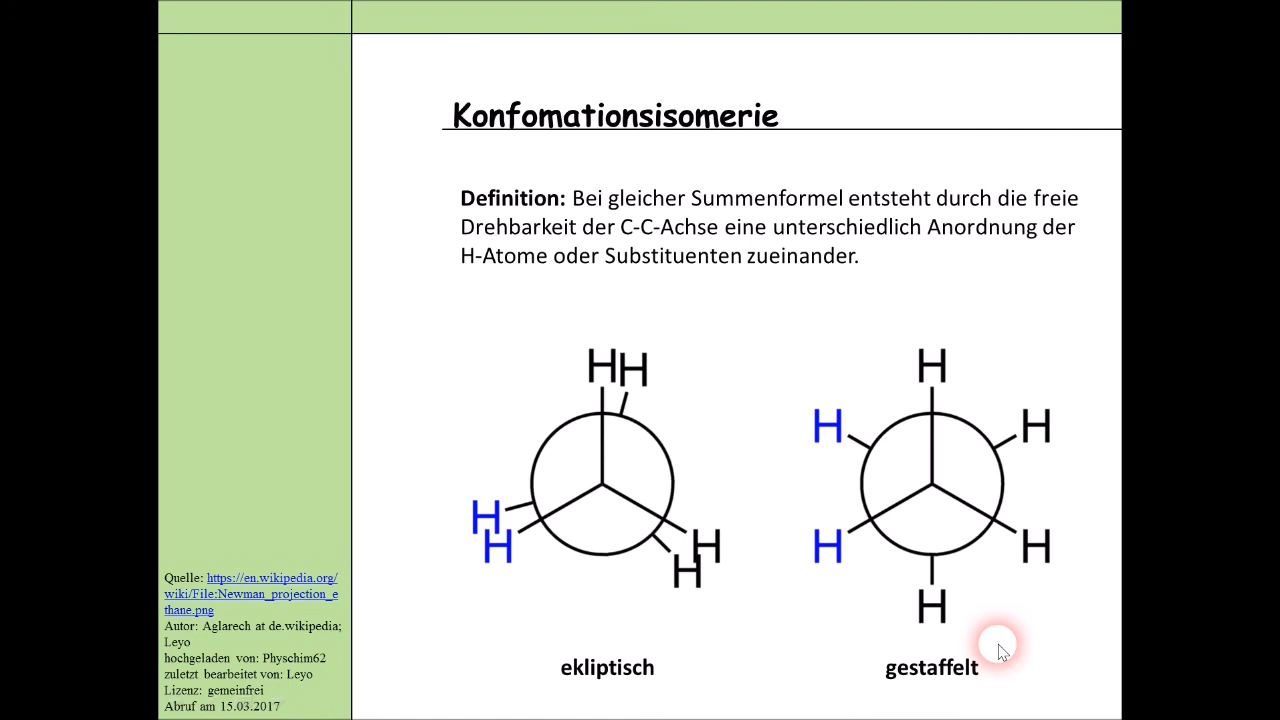 Konfomationsisomerie
Definition: Bei gleicher Summenformel entsteht durch die freie
Drehbarkeit der C-C-Achse eine unterschiedlich Anordnung der
H-Atome oder Substituenten zueinander.
H H
H
H
H
H
H
H
H
H
H
H
ekliptisch
gestaffelt
Quelle: https://en.wikipedia.org/
wiki/File:Newman_projection_e
thane.png
Autor: Aglarech at de.wikipedia;
Leyo
hochgeladen von: Physchim62
zuletzt bearbeitet von: Leyo
Lizenz: gemeinfrei
Abruf am 15.03.2017